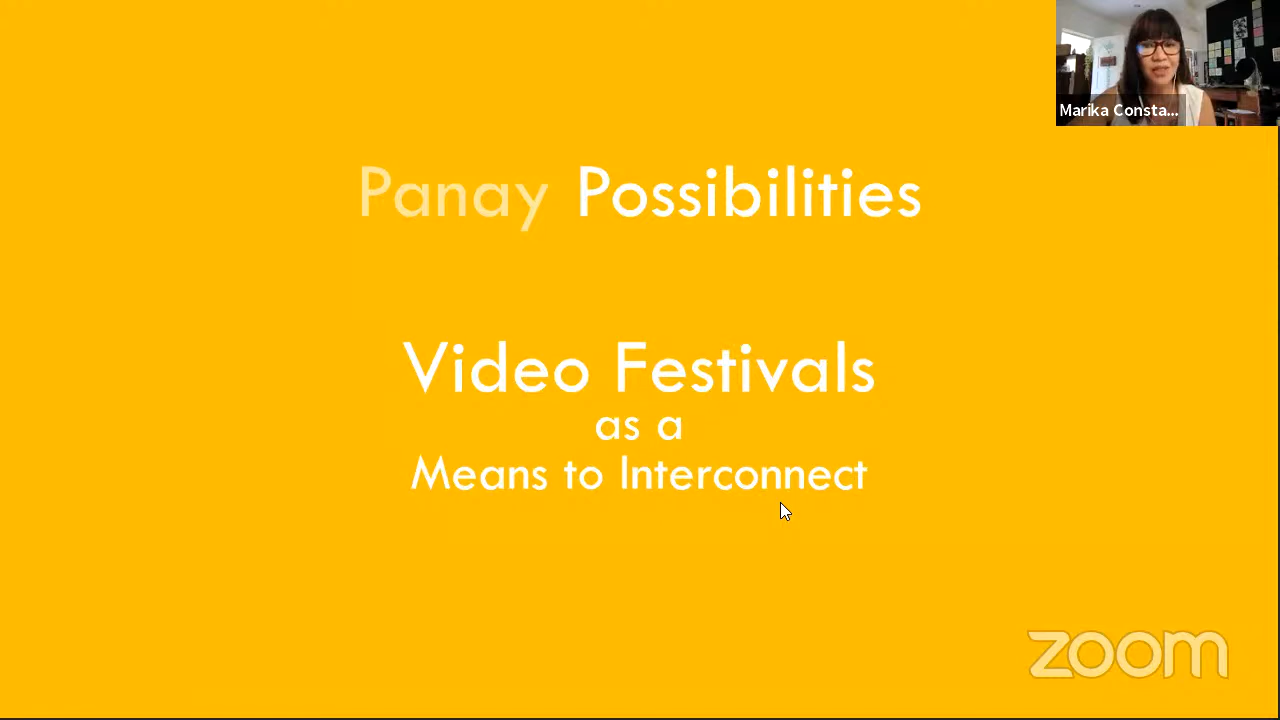 Marika Consta...
Panay Possibilities
Video Festivals
as a
Means to Interconnect
zoom